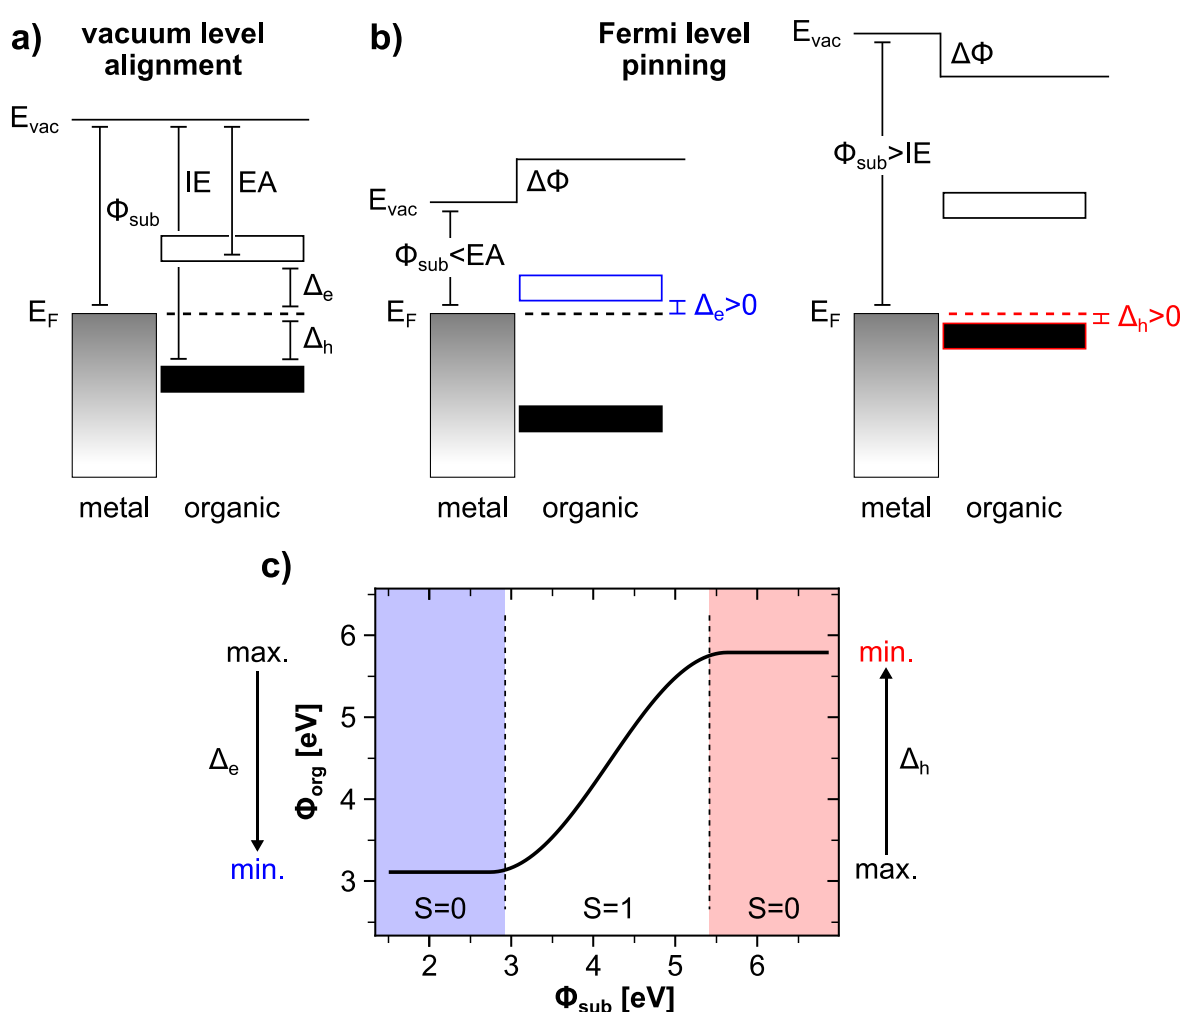 a)
vacuum level
alignment
E_vac
IE
EA
Φ_sub
Δ_e
E_F
Δ_h
metal
organic
b)
Fermi level
pinning
E_vac
ΔΦ
Φ_sub<EA
E_F
Δ_e>0
metal
organic
E_vac
ΔΦ
Φ_sub>IE
E_F
Δ_h>0
metal
organic
c)
max.
Δ_e
min.
Φ_org [eV]
6
5
4
3
S=0
S=1
S=0
2
3
4
5
6
Φ_sub [eV]
min.
Δ_h
max.